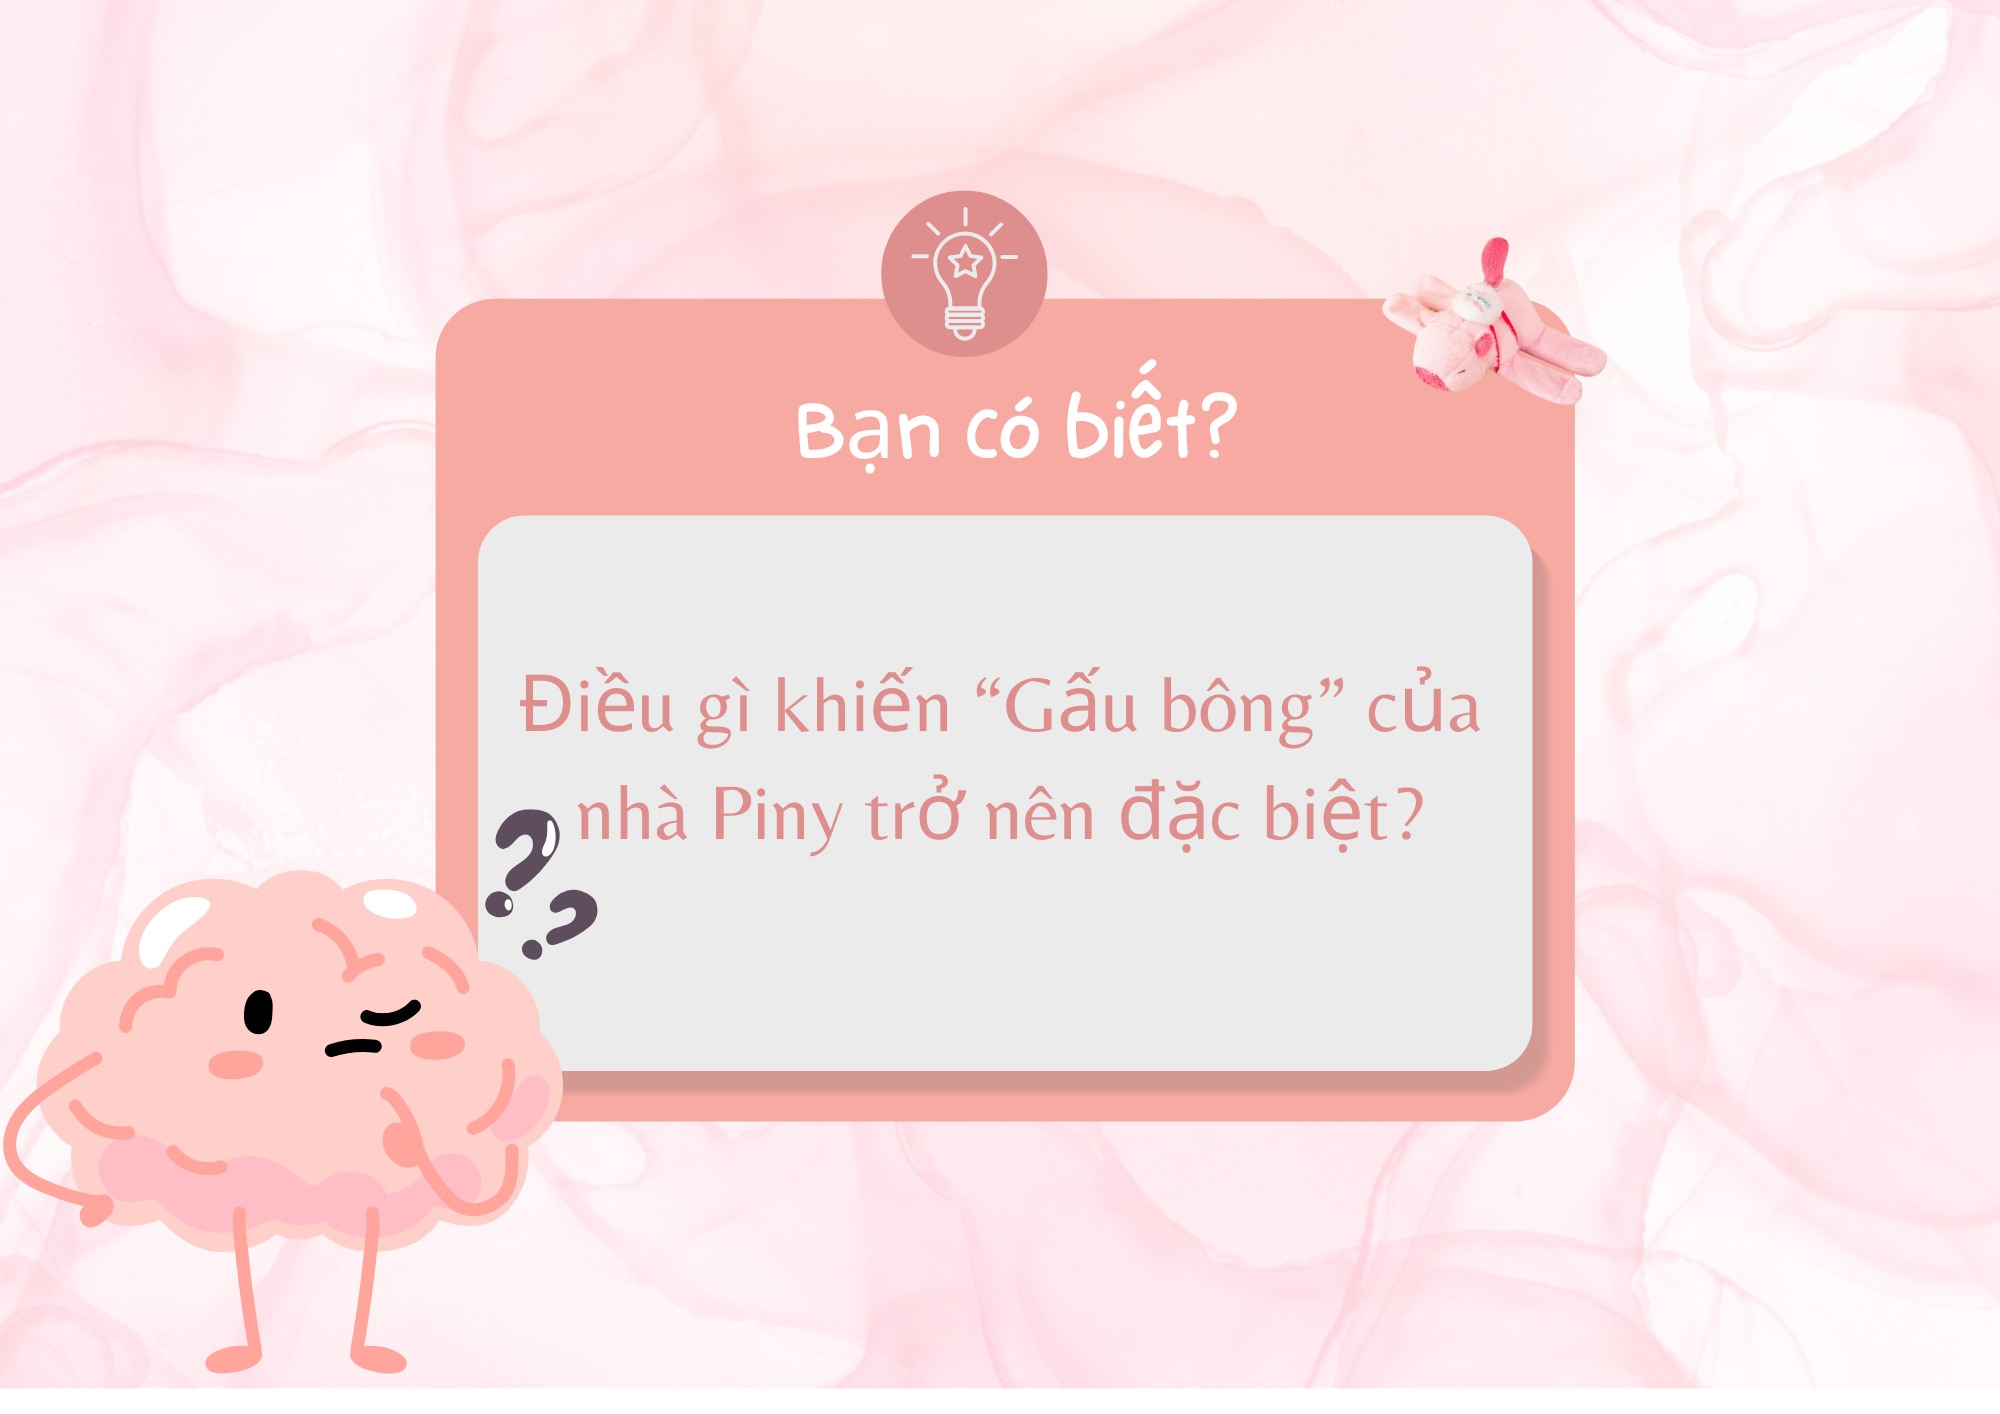 Bạn có biết?
Điều gì khiến “Gấu bông” của
nhà Piny trở nên đặc biệt?